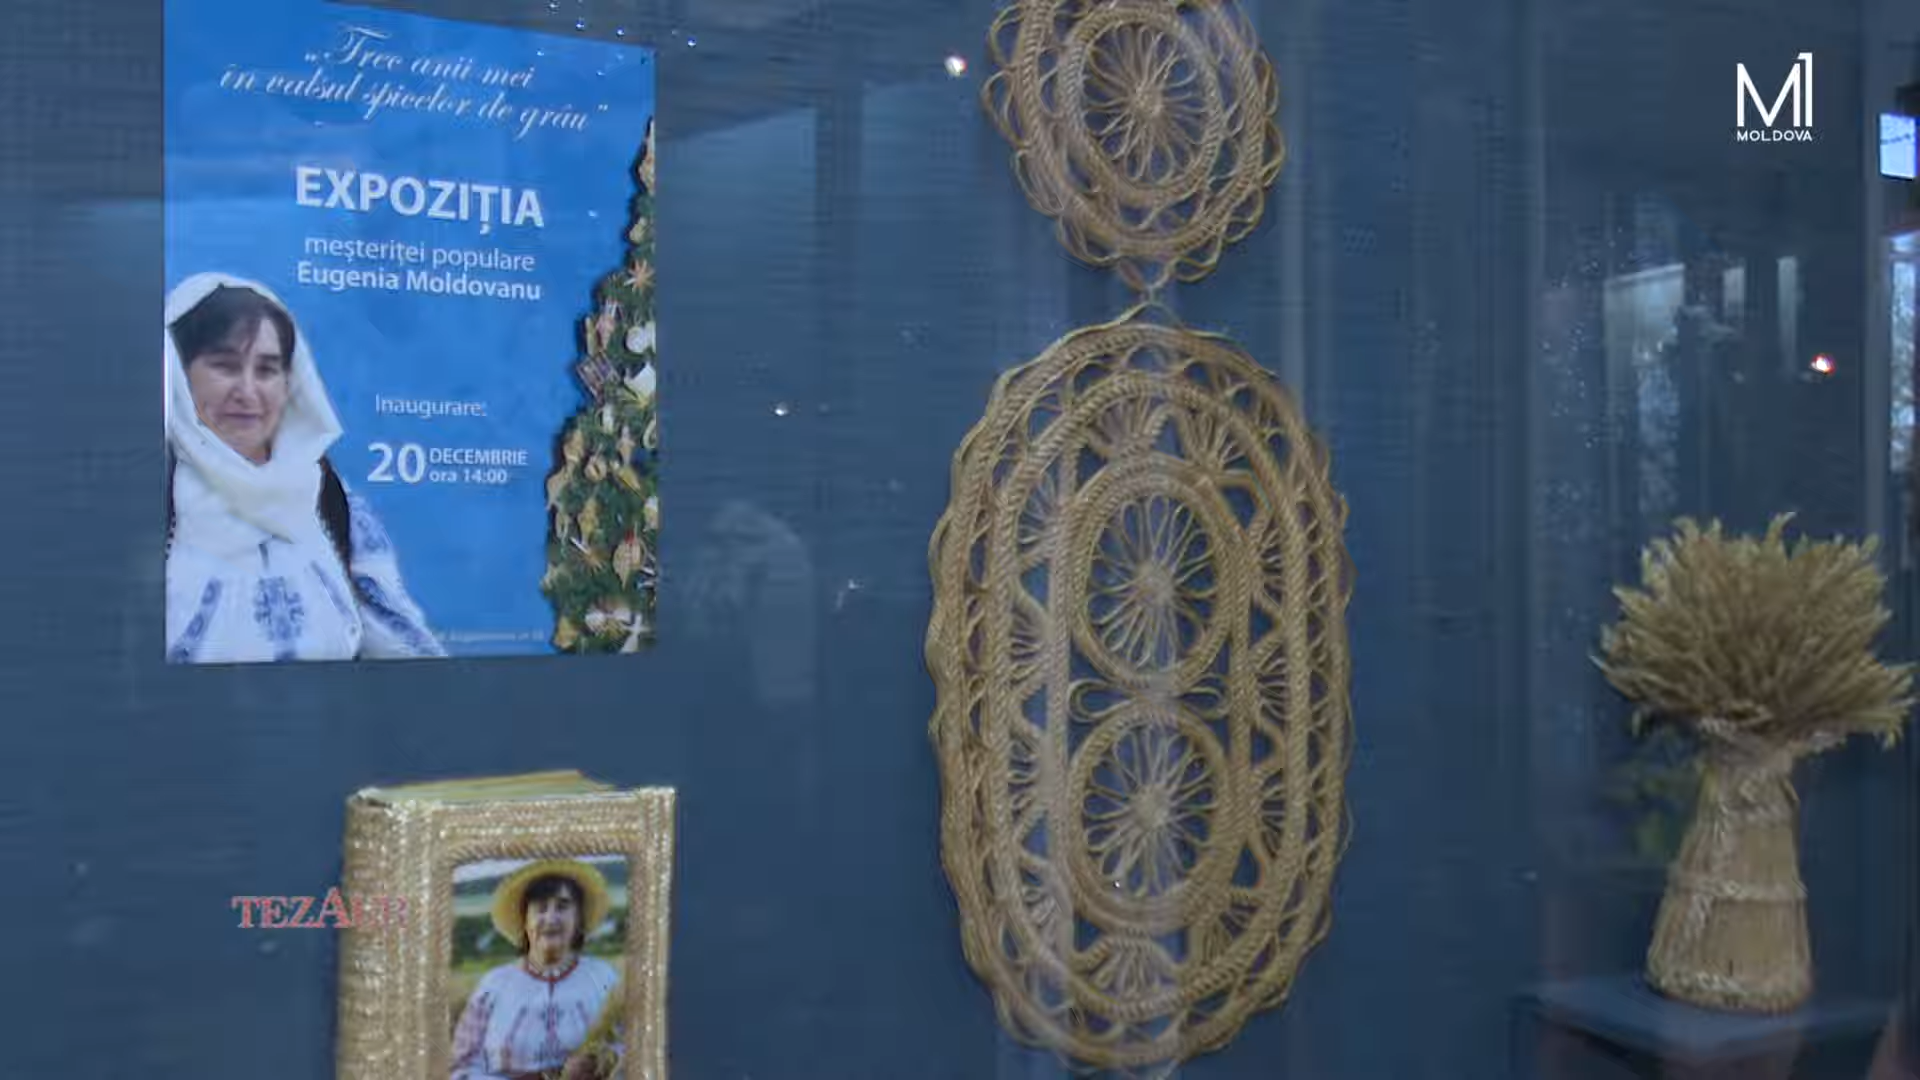 „Trec anii mei
în valsul spicelor de grâu"
EXPOZIȚIA
meșteriței populare
Eugenia Moldovanu
Inaugurare:
20 DECEMBRIE
ora 14:00
M1
MOLDOVA
TEZAUR